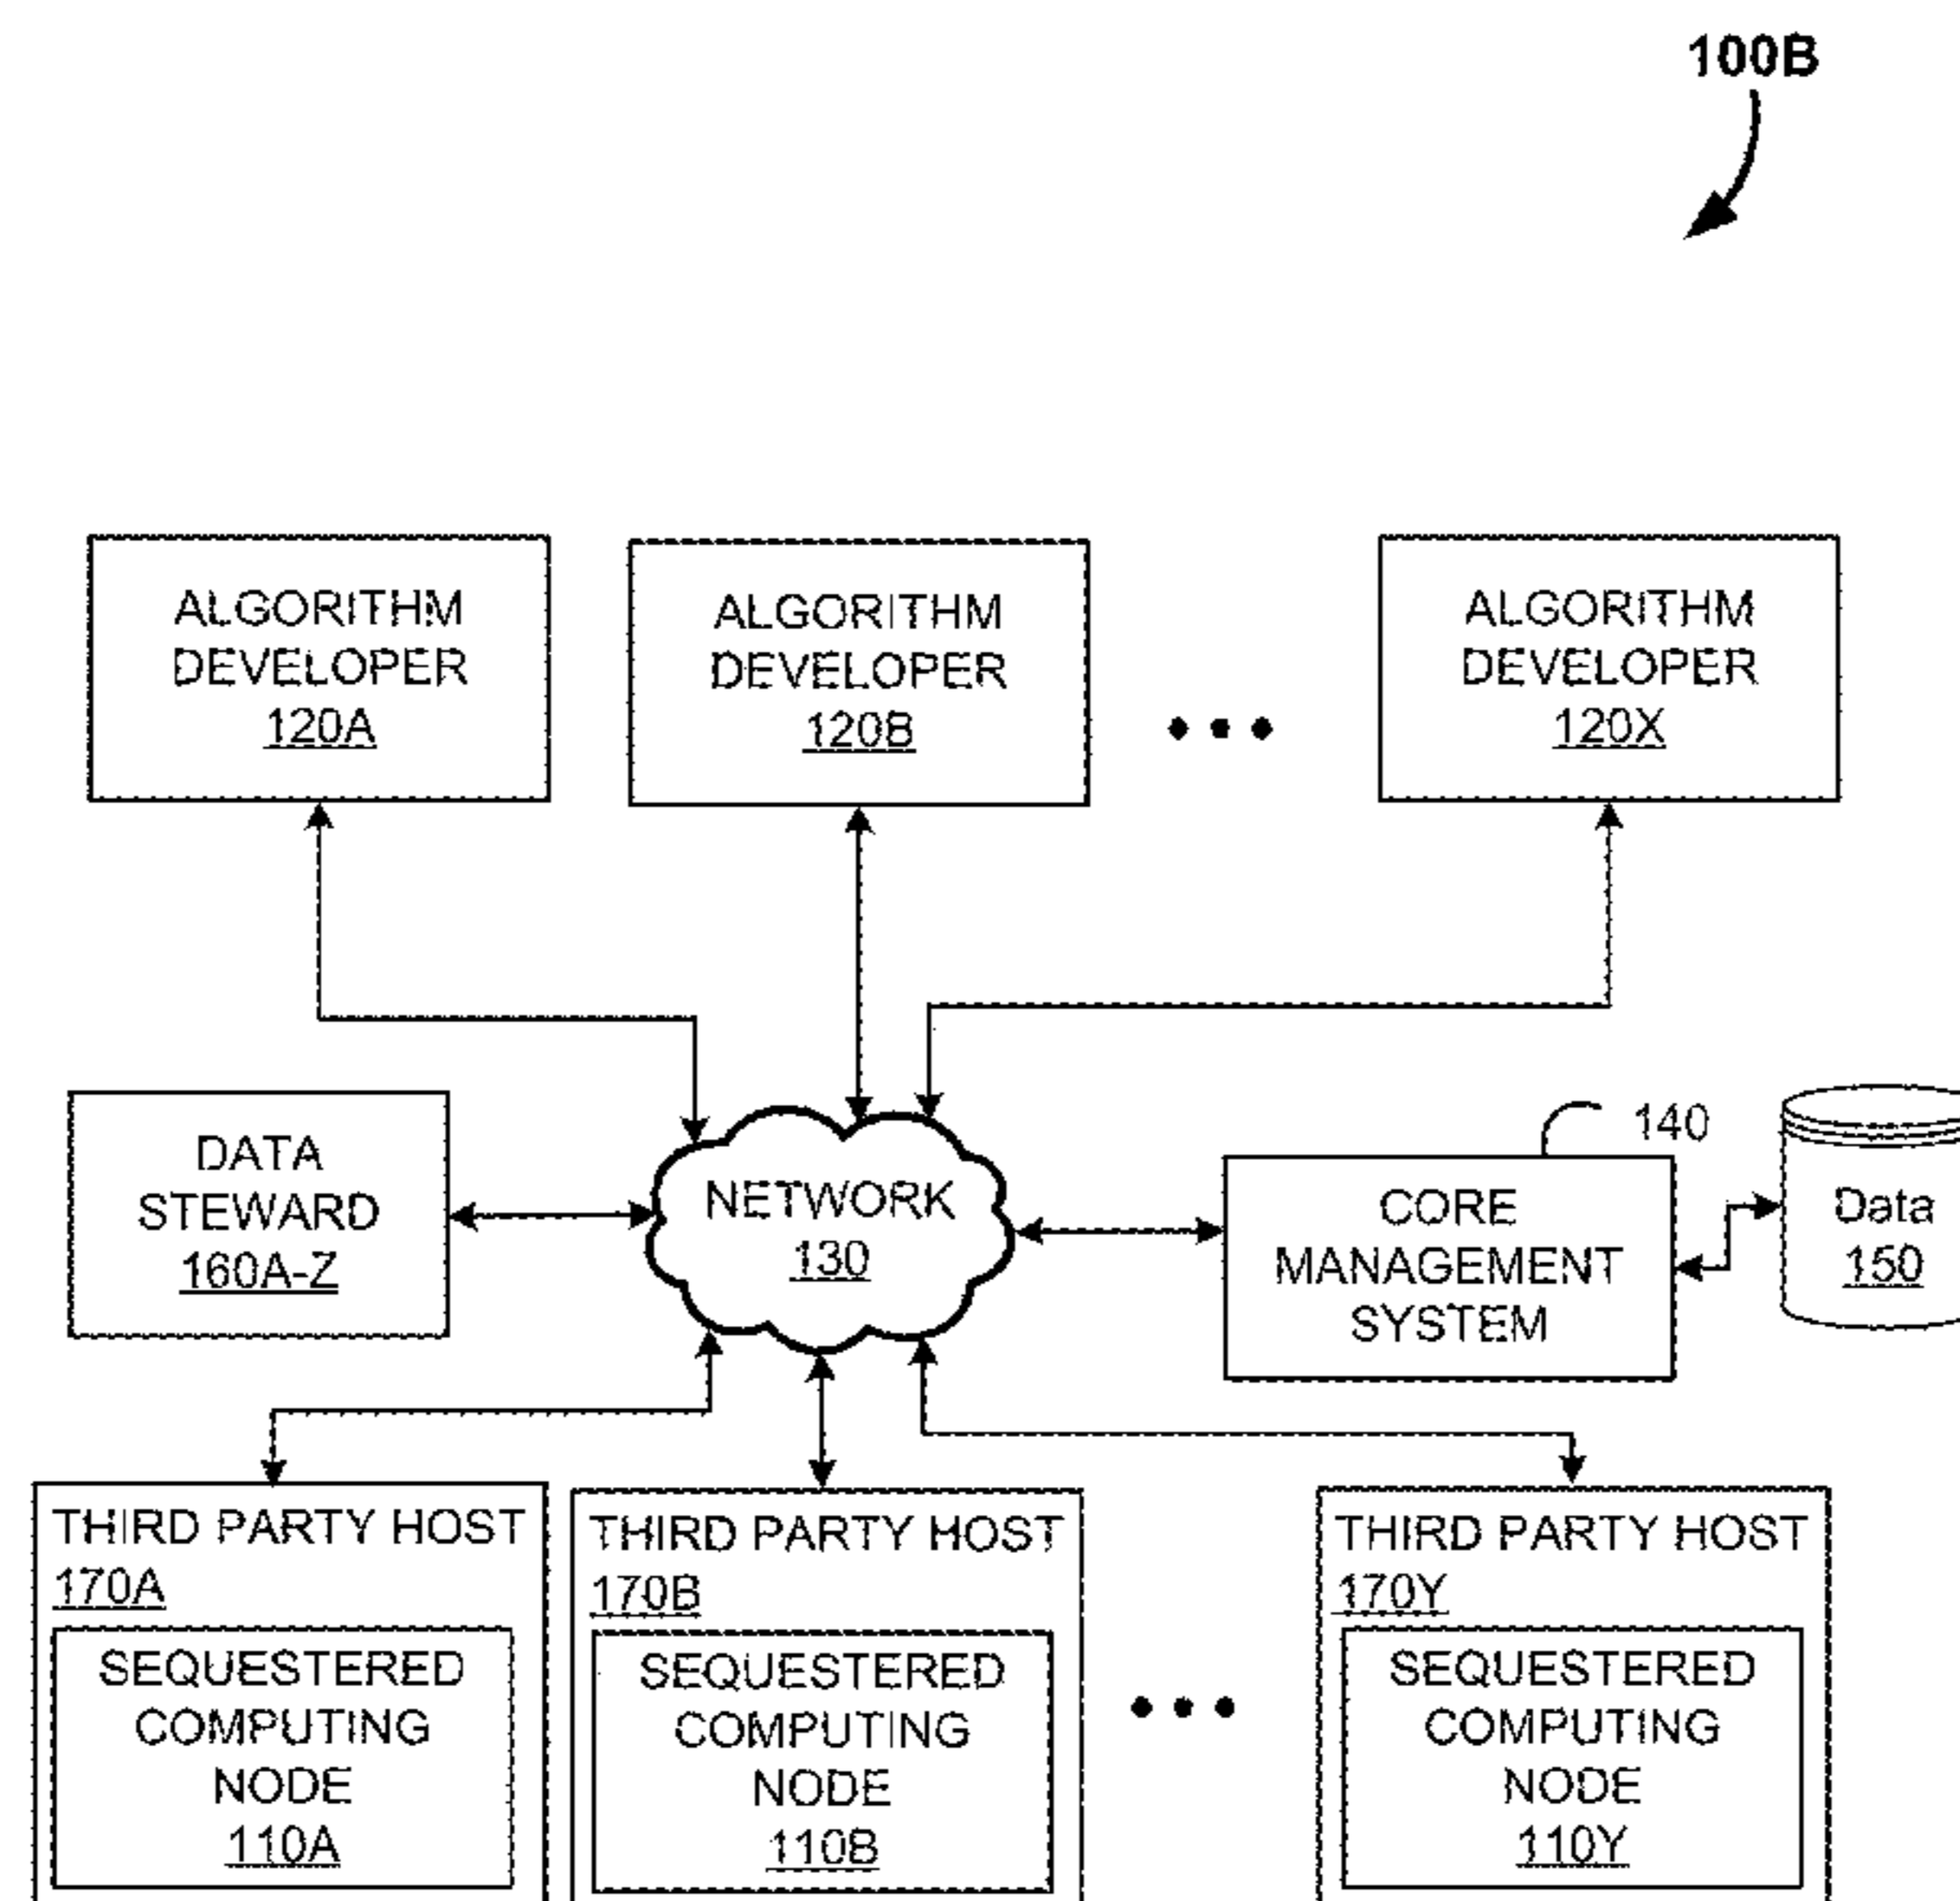 100B
ALGORITHM
DEVELOPER
120A
ALGORITHM
DEVELOPER
120B
ALGORITHM
DEVELOPER
120X
DATA
STEWARD
160A-Z
NETWORK
130
140
CORE
MANAGEMENT
SYSTEM
Data
150
THIRD PARTY HOST
170A
SEQUESTERED
COMPUTING
NODE
110A
THIRD PARTY HOST
170B
SEQUESTERED
COMPUTING
NODE
110B
THIRD PARTY HOST
170Y
SEQUESTERED
COMPUTING
NODE
110Y